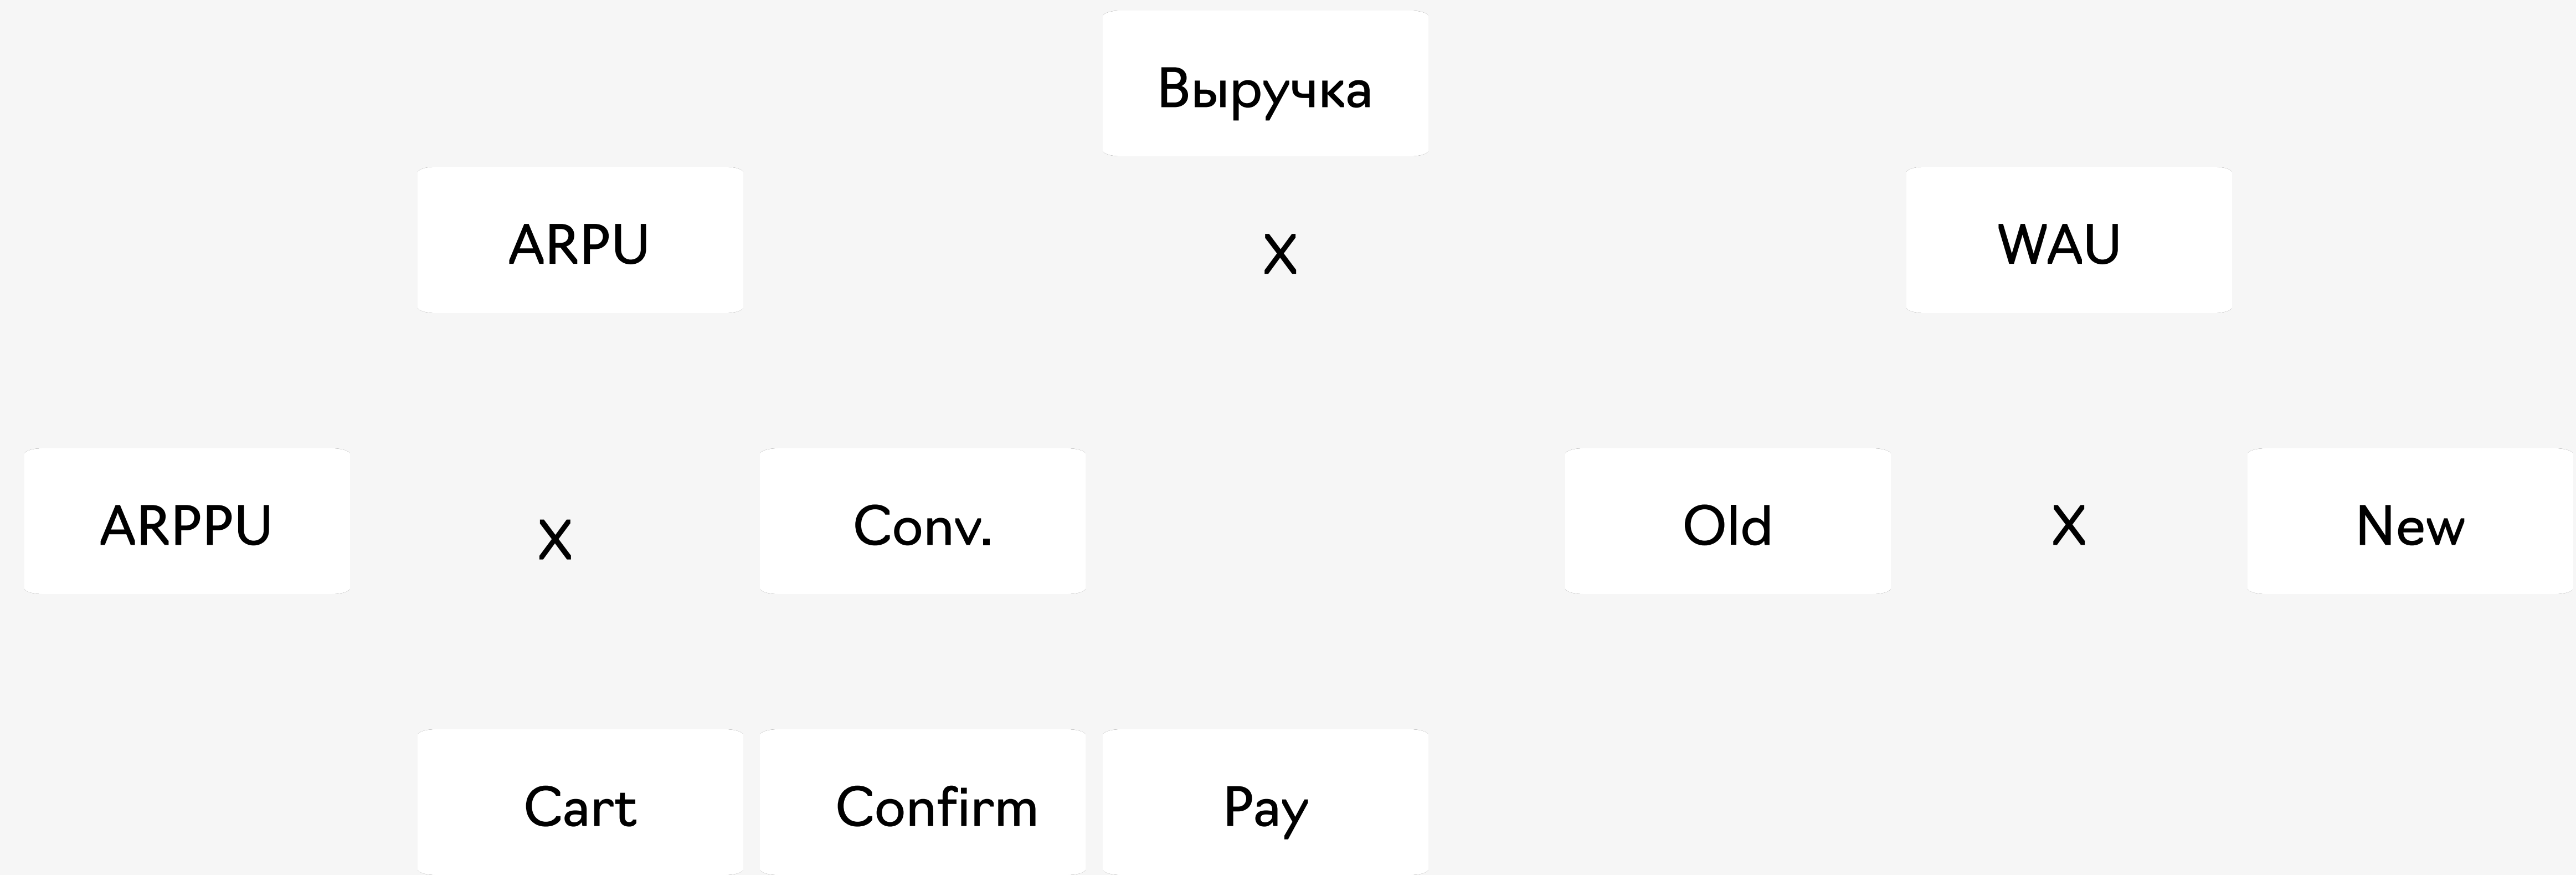 Выручка
ARPU
X
WAU
ARPPU
X
Conv.
Old
X
New
Cart
Confirm
Pay